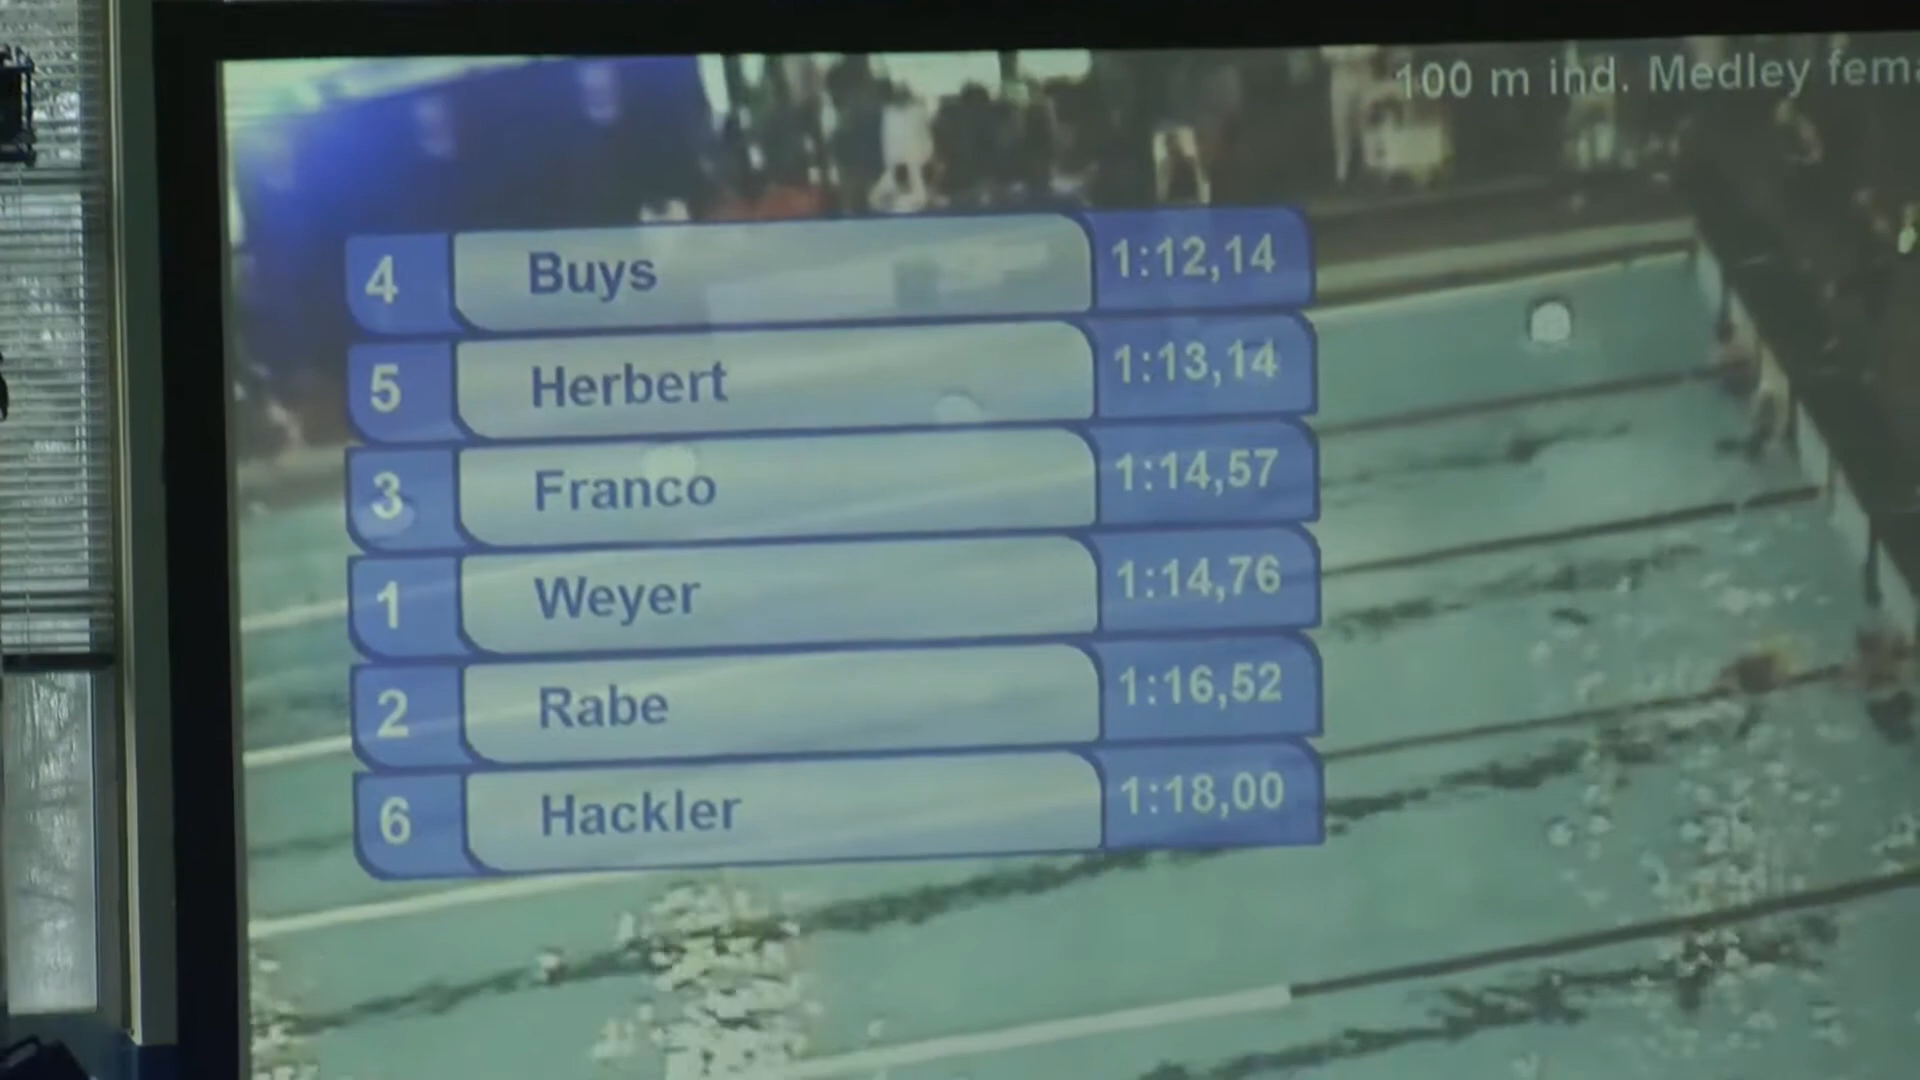 100 m ind. Medley fema
4 Buys 1:12,14
5 Herbert 1:13,14
3 Franco 1:14,57
1 Weyer 1:14,76
2 Rabe 1:16,52
6 Hackler 1:18,00